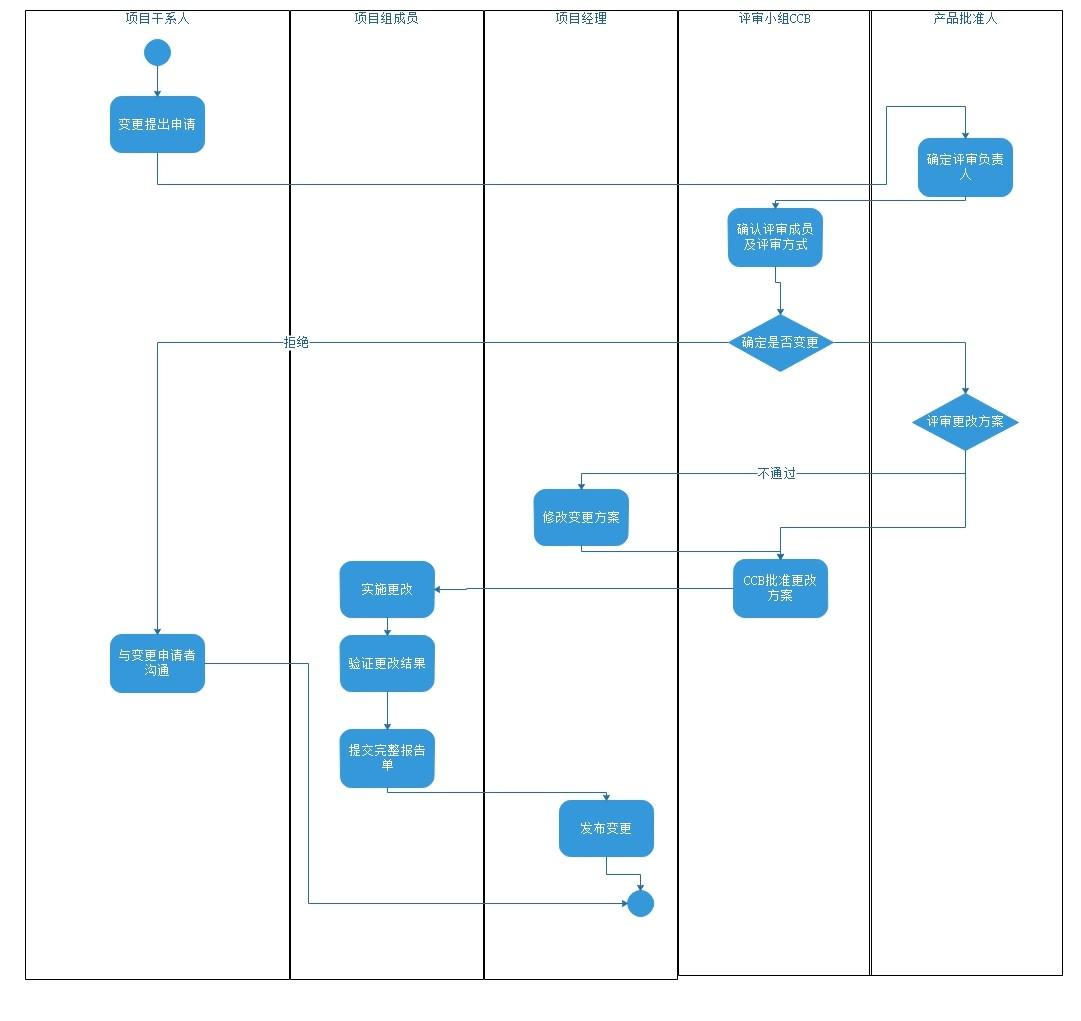 项目干系人
项目组成员
项目经理
评审小组CCB
产品批准人
变更提出申请
确定评审负责
人
确认评审成员
及评审方式
拒绝
确定是否变更
评审更改方案
不通过
修改变更方案
CCB批准更改
方案
实施更改
与变更申请者
沟通
验证更改结果
提交完整报告
单
发布变更